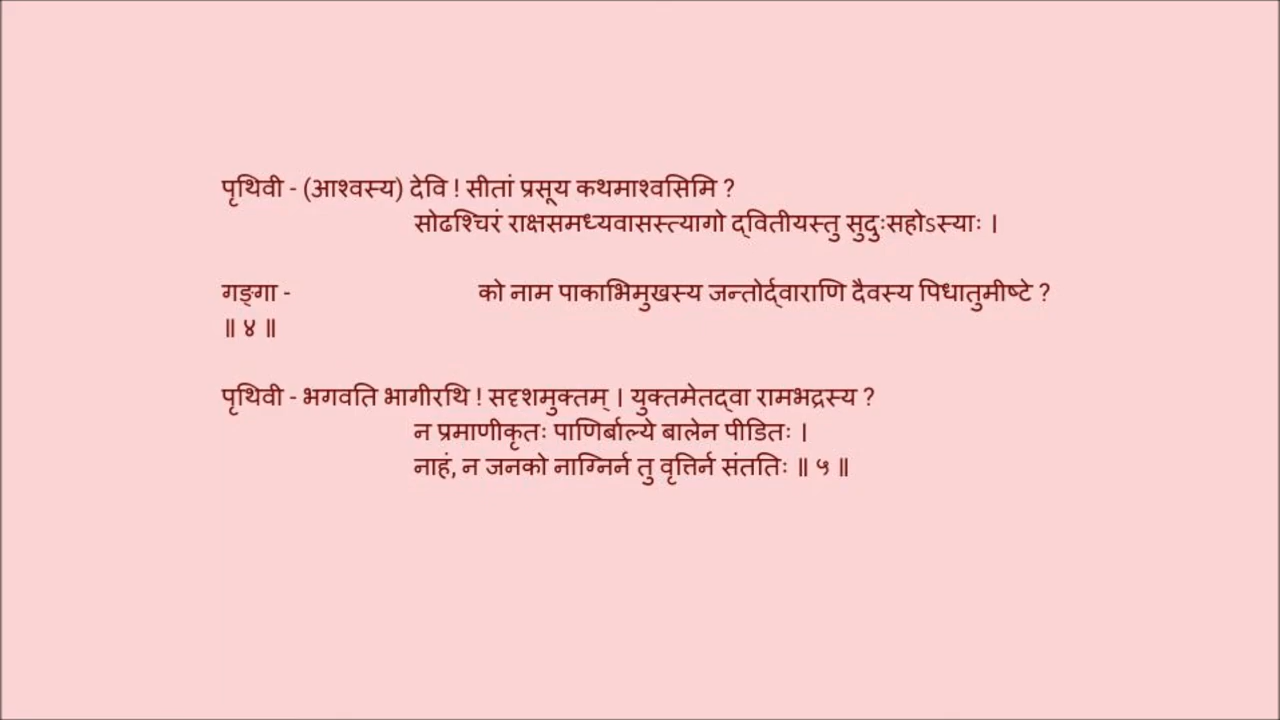 पृथिवी - (आश्वस्य) देवि ! सीतां प्रसूय कथमाश्वसिमि ?
सोढश्चिरं राक्षसमध्यवासस्त्यागो द्वितीयस्तु सुदुःसहोऽस्याः ।
गङ्गा - को नाम पाकाभिमुखस्य जन्तोर्द्वाराणि दैवस्य पिधातुमीष्टे ?
॥ ४ ॥
पृथिवी - भगवति भागीरथि ! सदृशमुक्तम् । युक्तमेतद्वा रामभद्रस्य ?
न प्रमाणीकृतः पाणिर्बाल्ये बालेन पीडितः ।
नाहं, न जनको नाग्निर्न तु वृत्तिर्न संततिः ॥ ५ ॥